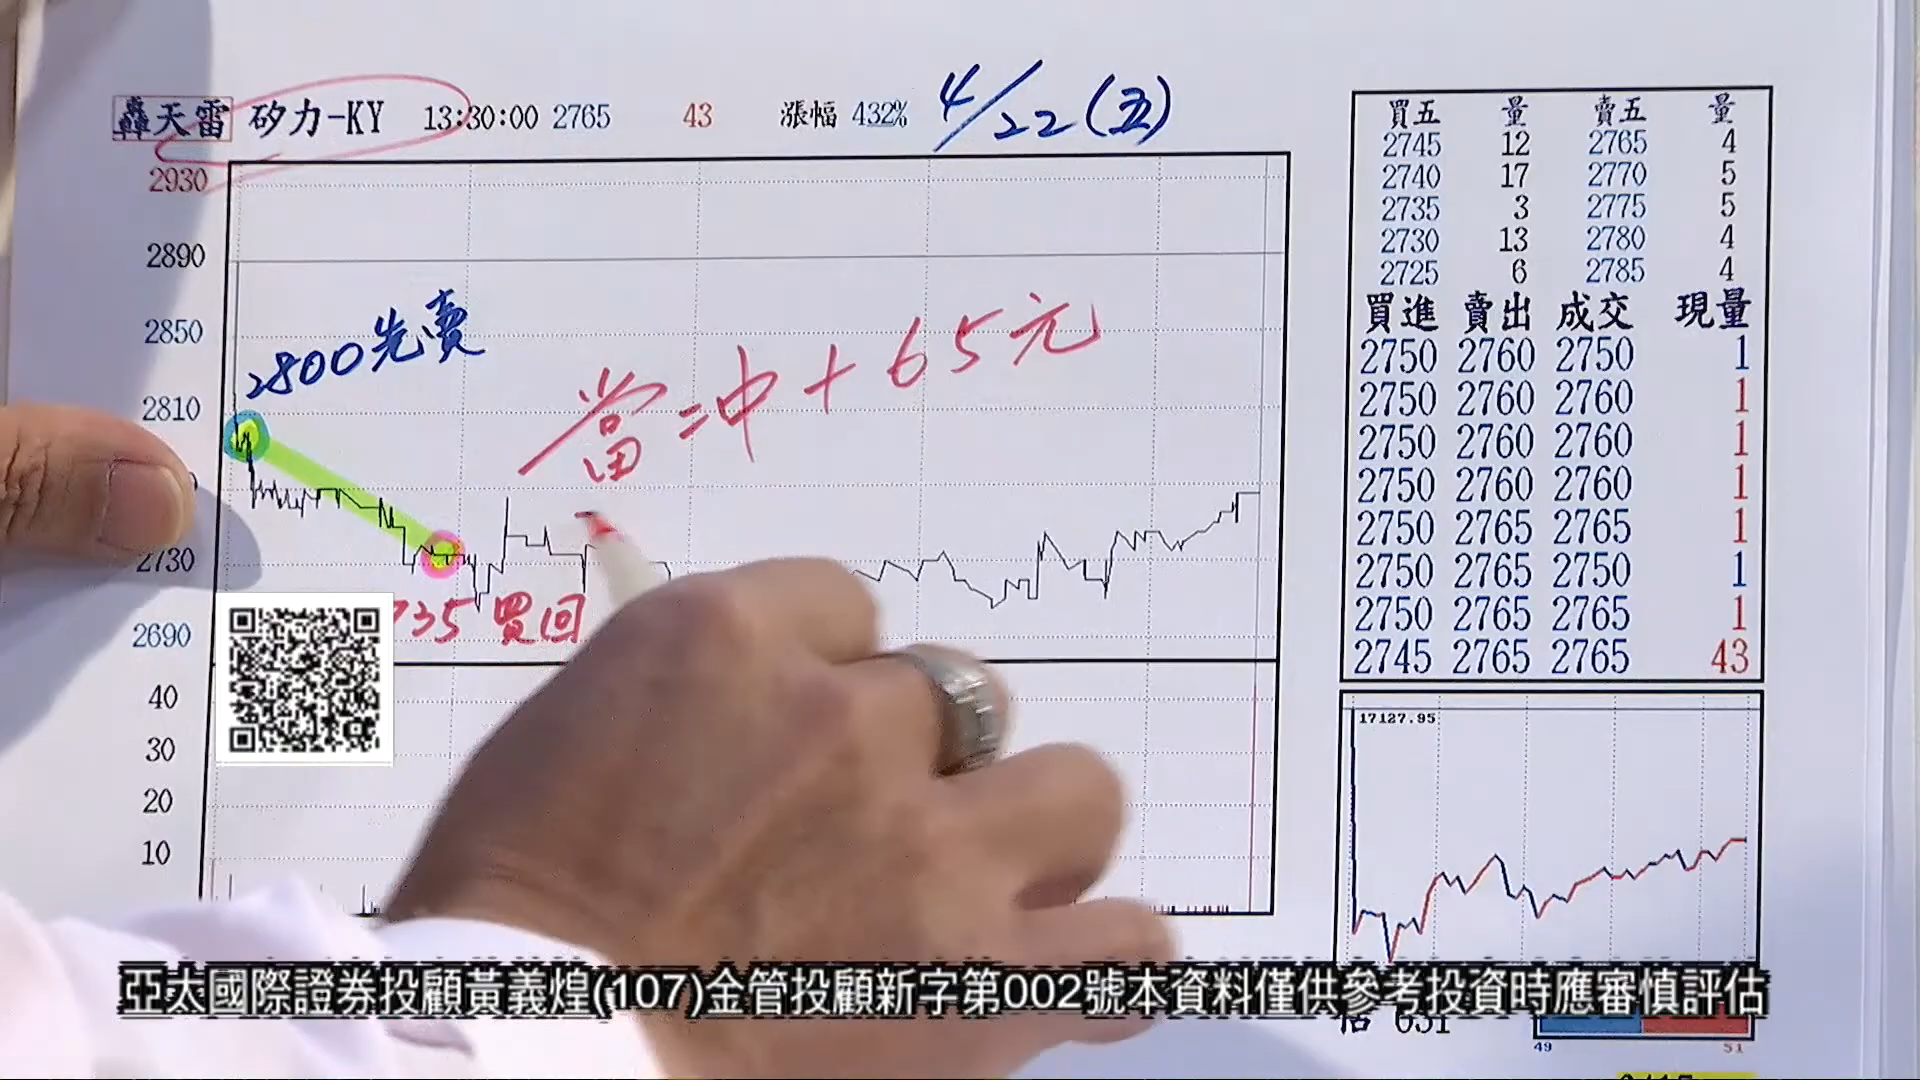 轟天雷 矽力-KY 13:30:00 2765 43 漲幅 432% 4/22(五)
2930
2890
2850
2810
2730
2690
40
30
20
10
2800先賣
當沖+65元
735買回
買五 量 賣五 量
2745 12 2765 4
2740 17 2770 5
2735 3 2775 5
2730 13 2780 4
2725 6 2785 4
買進 賣出 成交 現量
2750 2760 2750 1
2750 2760 2760 1
2750 2760 2760 1
2750 2760 2760 1
2750 2765 2765 1
2750 2765 2750 1
2750 2765 2765 1
2745 2765 2765 43
17127.95
亞太國際證券投顧黃義煌(107)金管投顧新字第002號本資料僅供參考投資時應審慎評估
49 51